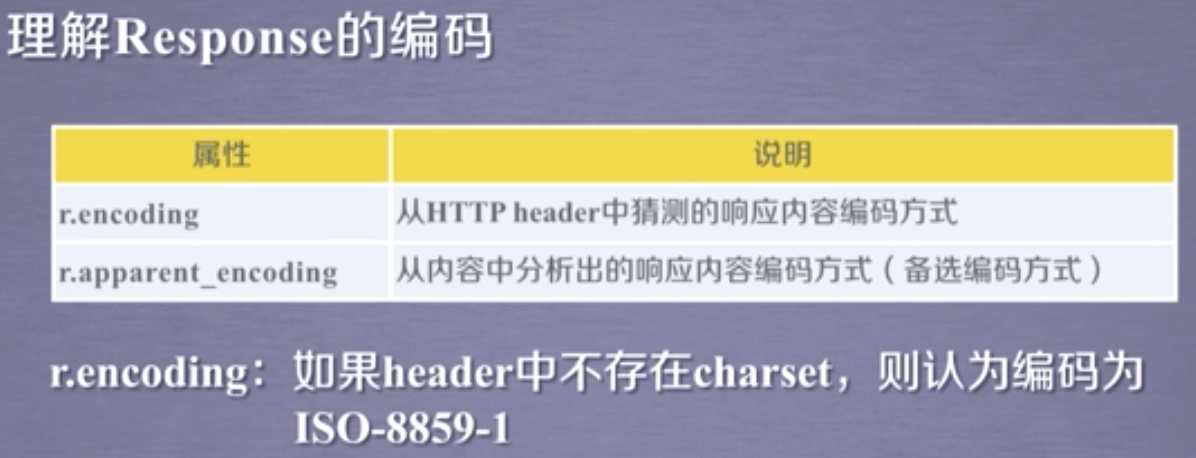 理解Response的编码
属性 说明
r.encoding 从HTTP header中猜测的响应内容编码方式
r.apparent_encoding 从内容中分析出的响应内容编码方式（备选编码方式）
r.encoding：如果header中不存在charset，则认为编码为
ISO-8859-1